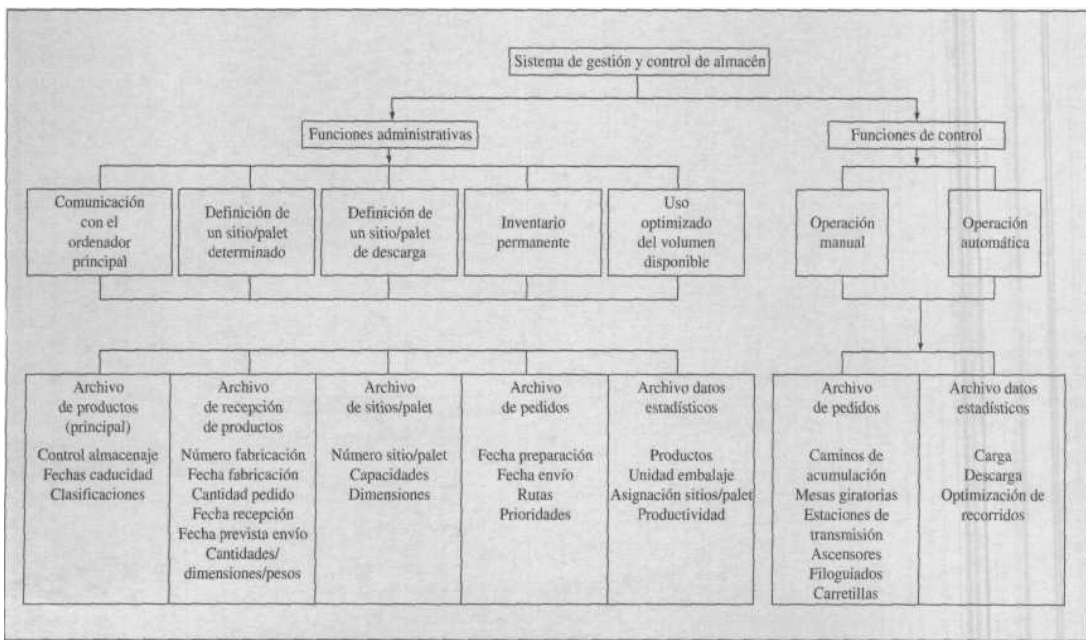 Sistema de gestión y control de almacén
Funciones administrativas
Funciones de control
Comunicación
con el
ordenador
principal
Definición de
un sitio/palet
determinado
Definición de
un sitio/palet
de descarga
Inventario
permanente
Uso
optimizado
del volumen
disponible
Operación
manual
Operación
automática
Archivo
de productos
(principal)
Control almacenaje
Fechas caducidad
Clasificaciones
Archivo
de recepción
de productos
Número fabricación
Fecha fabricación
Cantidad pedido
Fecha recepción
Fecha prevista envío
Cantidades/
dimensiones/pesos
Archivo
de sitios/palet
Número sitio/palet
Capacidades
Dimensiones
Archivo
de pedidos
Fecha preparación
Fecha envío
Rutas
Prioridades
Archivo datos
estadísticos
Productos
Unidad embalaje
Asignación sitios/palet
Productividad
Archivo
de pedidos
Caminos de
acumulación
Mesas giratorias
Estaciones de
transmisión
Ascensores
Filoguiados
Carretillas
Archivo datos
estadísticos
Carga
Descarga
Optimización de
recorridos